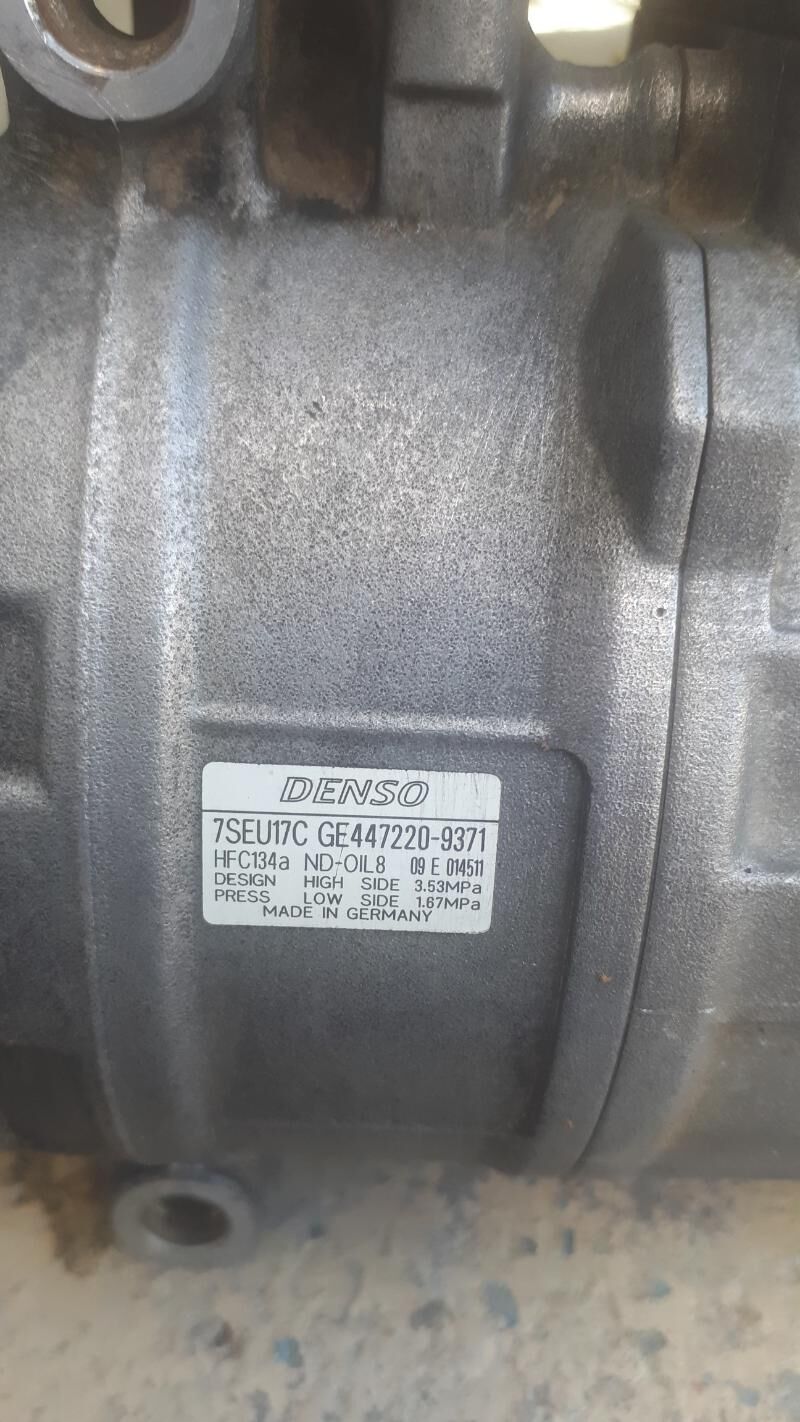 DENSO
7SEU17C GE447220-9371
HFC134a ND-OIL8 09 E 014511
DESIGN HIGH SIDE 3.53MPa
PRESS LOW SIDE 1.67MPa
MADE IN GERMANY